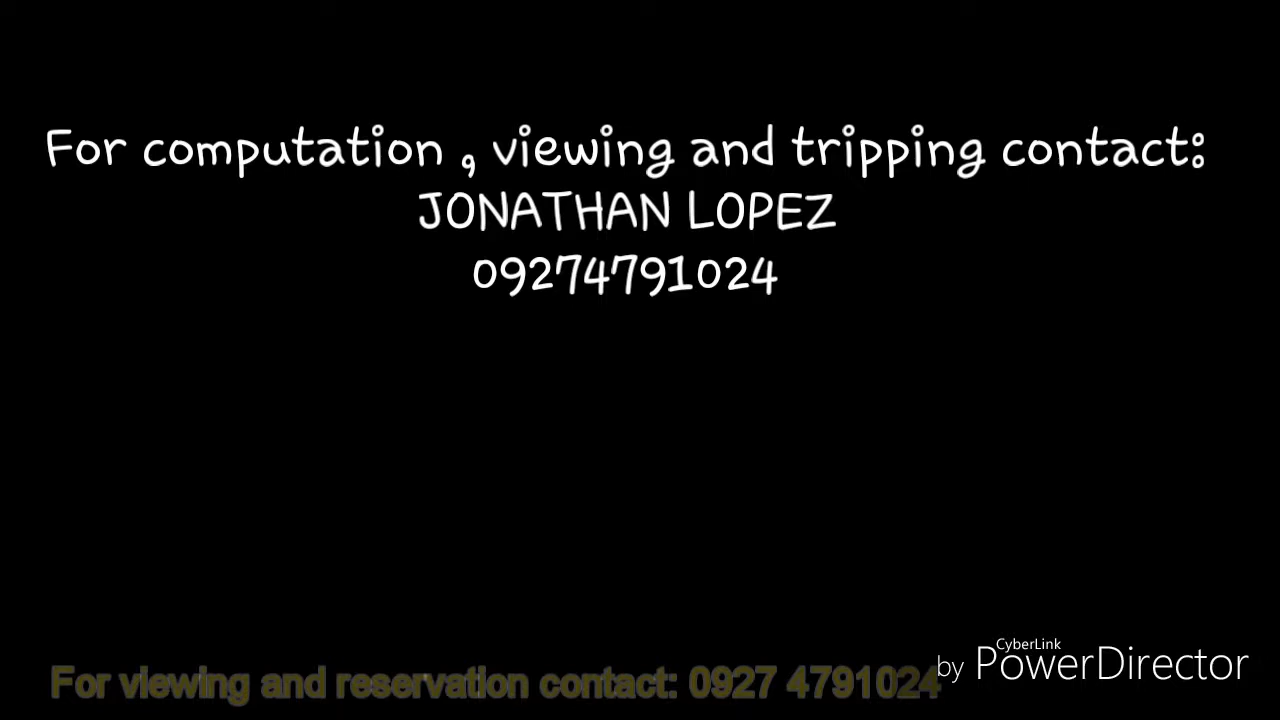 For computation , viewing and tripping contact:
JONATHAN LOPEZ
09274791024
CyberLink
by PowerDirector
For viewing and reservation contact: 0927 4791024